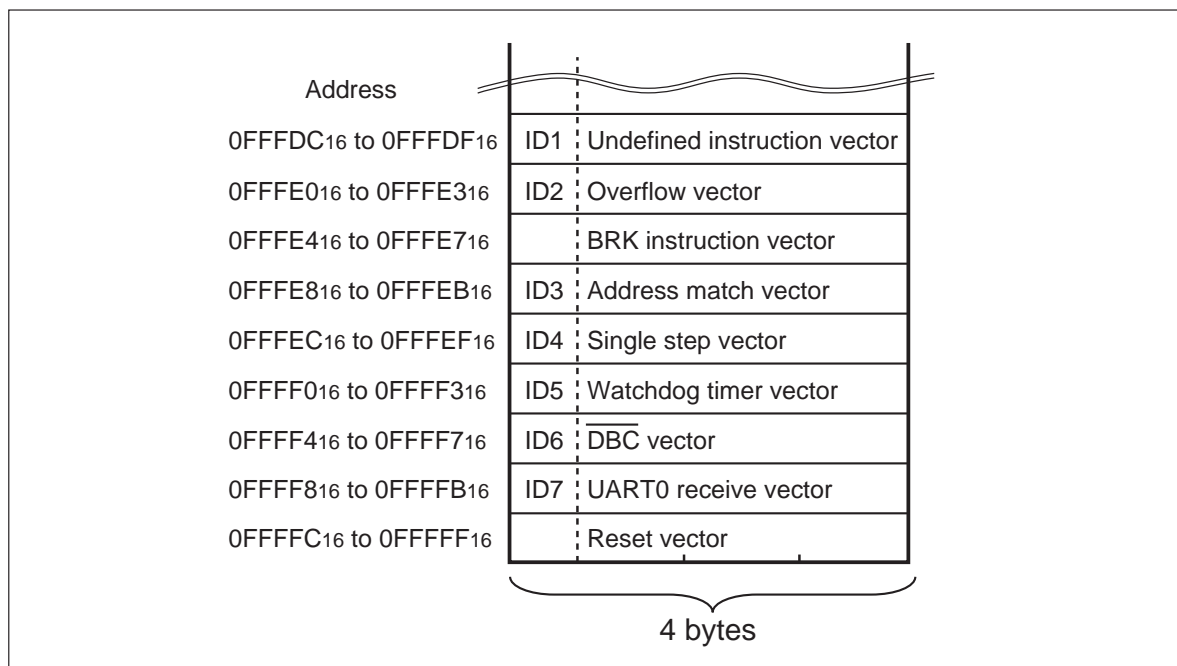 Address
0FFFDC16 to 0FFFDF16 ID1 Undefined instruction vector
0FFFE016 to 0FFFE316 ID2 Overflow vector
0FFFE416 to 0FFFE716 BRK instruction vector
0FFFE816 to 0FFFEB16 ID3 Address match vector
0FFFEC16 to 0FFFEF16 ID4 Single step vector
0FFFF016 to 0FFFF316 ID5 Watchdog timer vector
0FFFF416 to 0FFFF716 ID6 D̅B̅C̅ vector
0FFFF816 to 0FFFFB16 ID7 UART0 receive vector
0FFFFC16 to 0FFFFF16 Reset vector
4 bytes